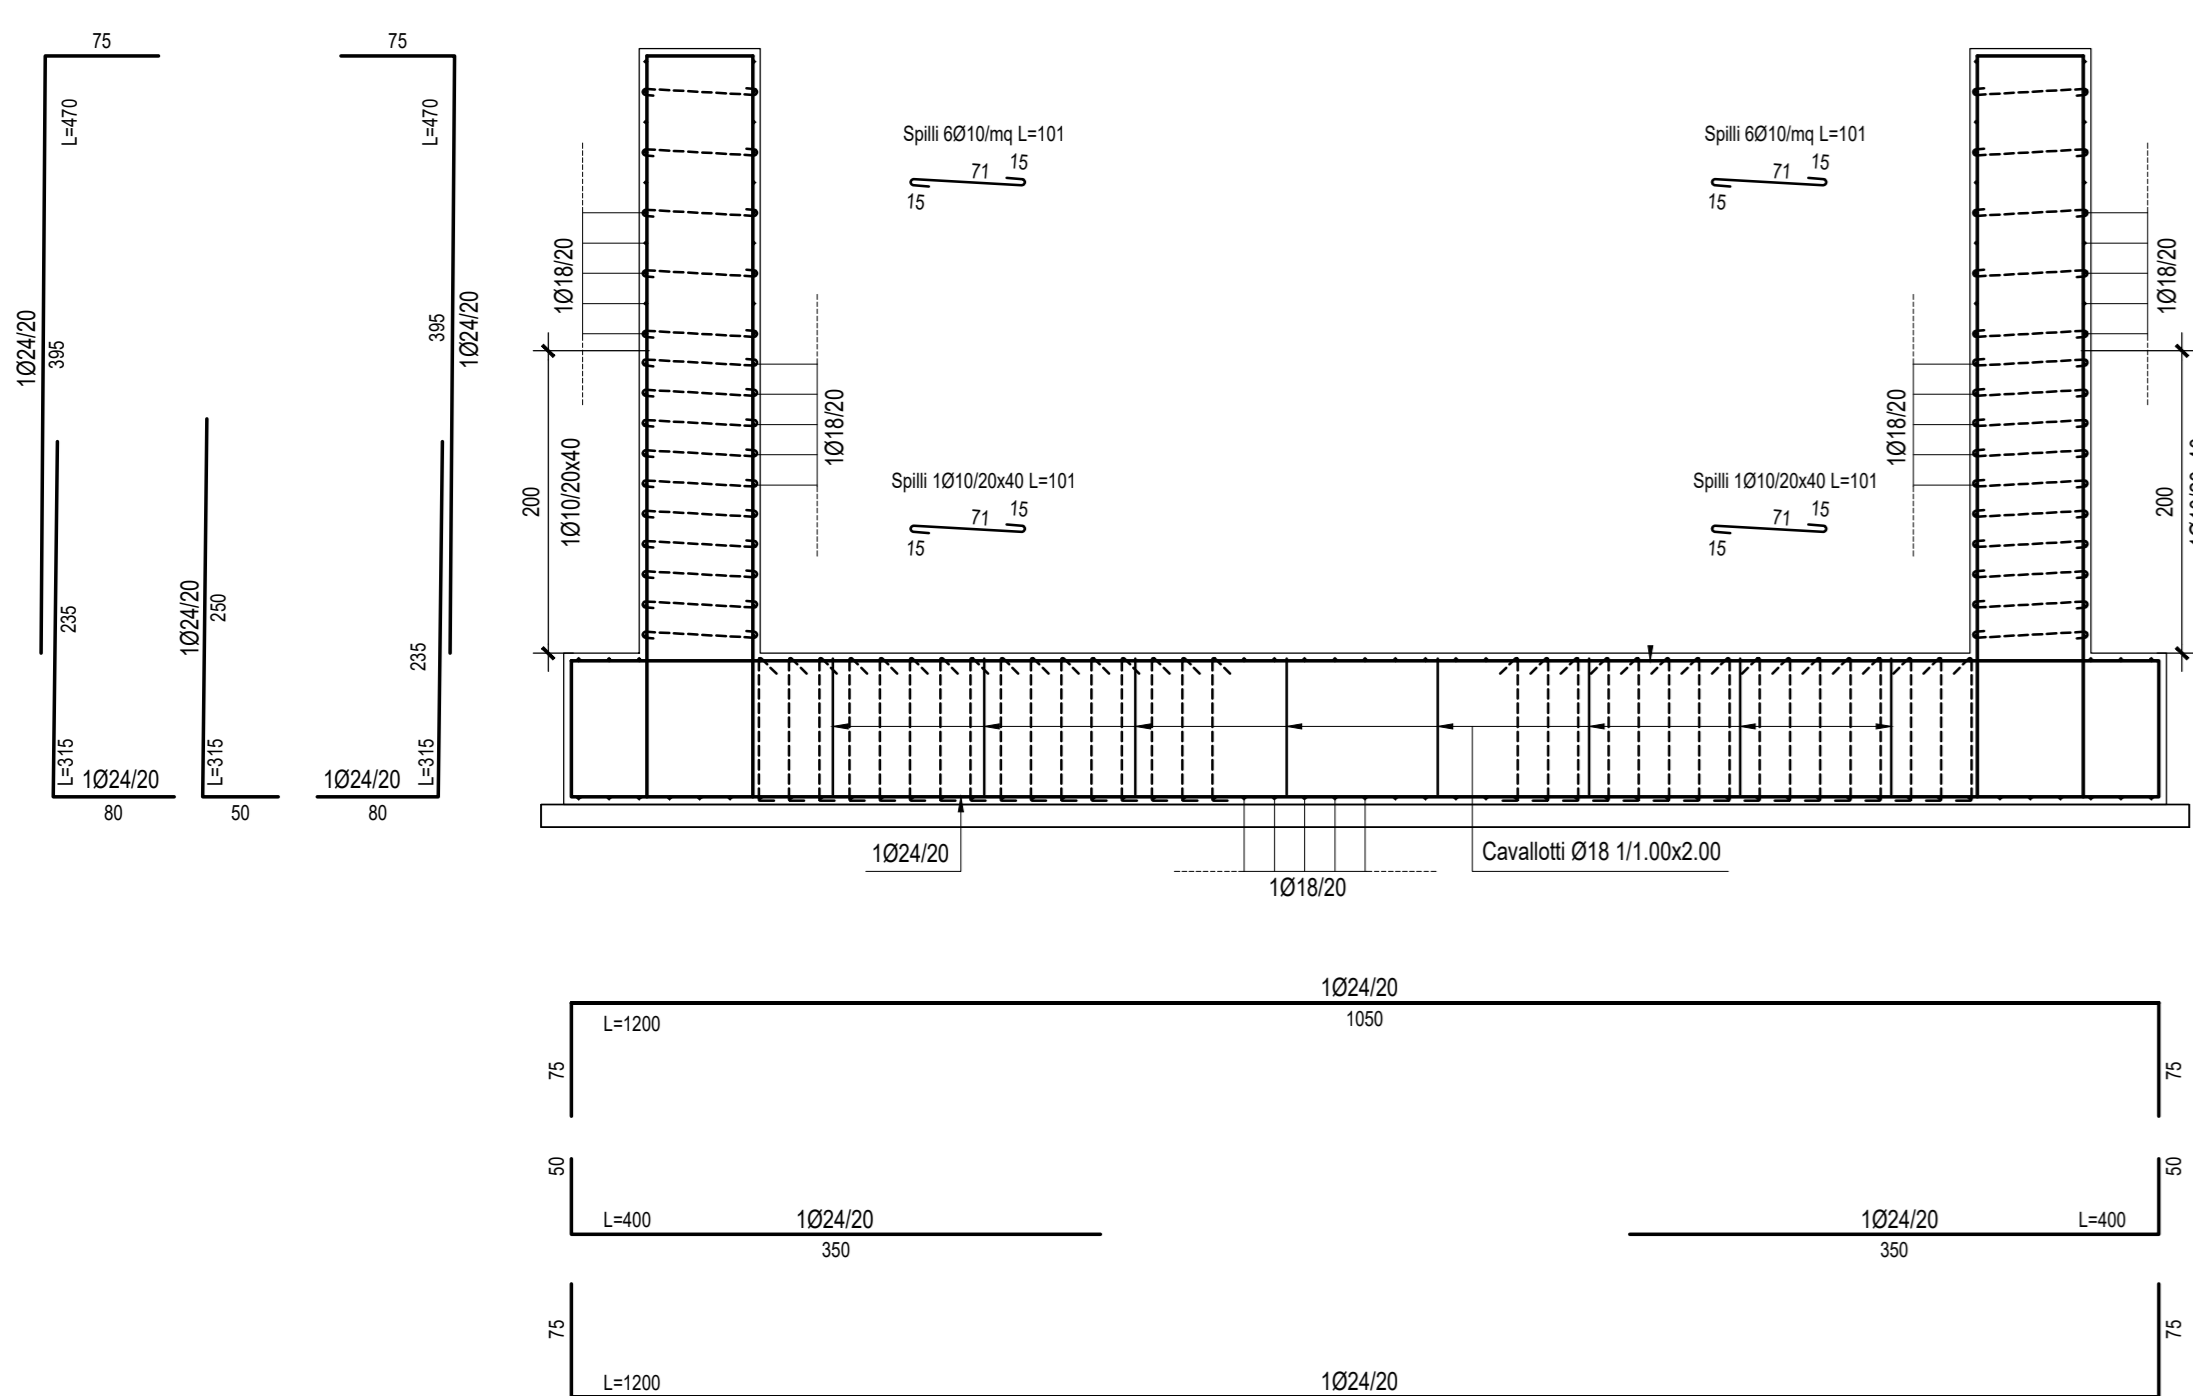 75
75
L=470
L=470
1Ø24/20
395
395
1Ø24/20
235
1Ø24/20
250
235
L=315
L=315
L=315
1Ø24/20
1Ø24/20
80
50
80
Spilli 6Ø10/mq L=101
71
15
15
Spilli 6Ø10/mq L=101
71
15
15
1Ø18/20
1Ø18/20
1Ø18/20
1Ø18/20
200
1Ø10/20x40
Spilli 1Ø10/20x40 L=101
71
15
15
Spilli 1Ø10/20x40 L=101
71
15
15
200
1Ø24/20
1Ø18/20
Cavallotti Ø18 1/1.00x2.00
1Ø24/20
L=1200
1050
75
75
50
50
L=400
1Ø24/20
350
1Ø24/20
L=400
350
75
75
L=1200
1Ø24/20